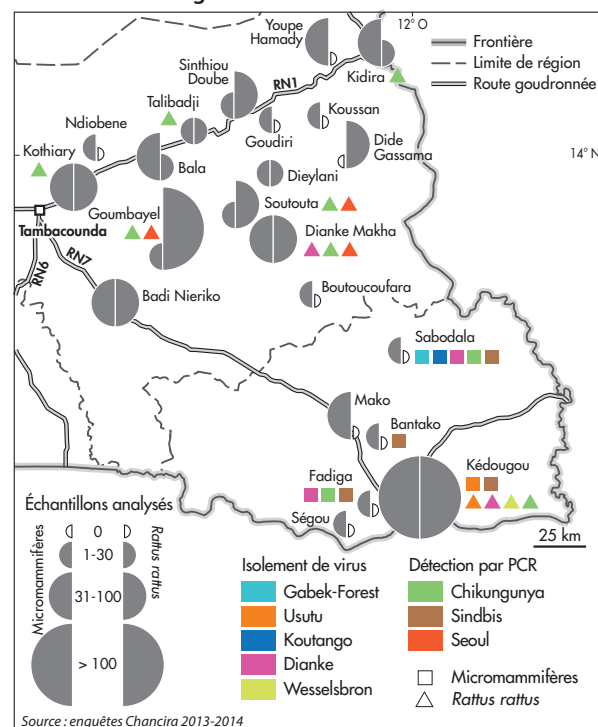 12° O
Youpe
Hamady
Frontière
Limite de région
Route goudronnée
Kidira
Sinthiou
Doube
RN1
Talibadji
Koussan
Ndiobene
Goudiri
Dide
Gassama
14° N
Kothiary
Bala
Dieylani
Soutouta
Goumbayel
Tambacounda
Dianke Makha
RN6
RN7
Boutoucoufara
Badi Nieriko
Sabodala
Mako
Bantako
Fadiga
Kédougou
Ségou
25 km
Échantillons analysés
Micromammifères
Rattus rattus
0
1-30
31-100
> 100
Isolement de virus
Gabek-Forest
Usutu
Koutango
Dianke
Wesselsbron
Détection par PCR
Chikungunya
Sindbis
Seoul
Micromammifères
Rattus rattus
Source : enquêtes Chancira 2013-2014